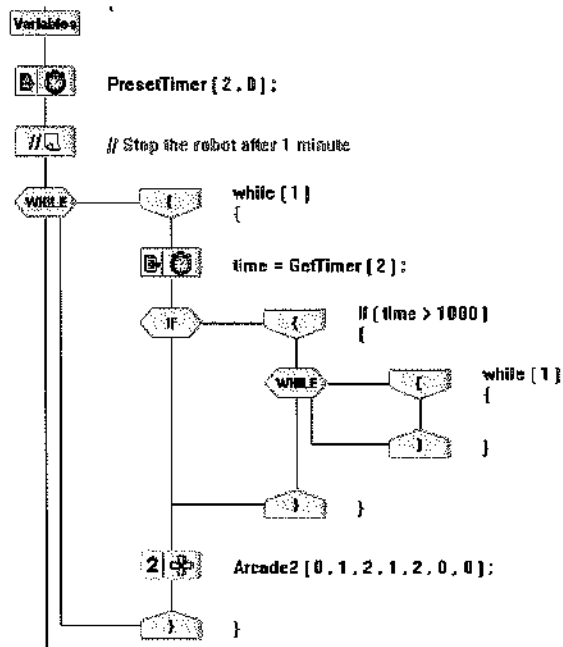 {
Variables
PresetTimer ( 2 , 0 ) ;
// // Stop the robot after 1 minute
WHILE { while ( 1 )
{
time = GetTimer ( 2 ) ;
IF { if ( time > 1000 )
{
WHILE { while ( 1 )
{
} }
} }
2 Arcade2 ( 0 , 1 , 2 , 1 , 2 , 0 , 0 ) ;
} }